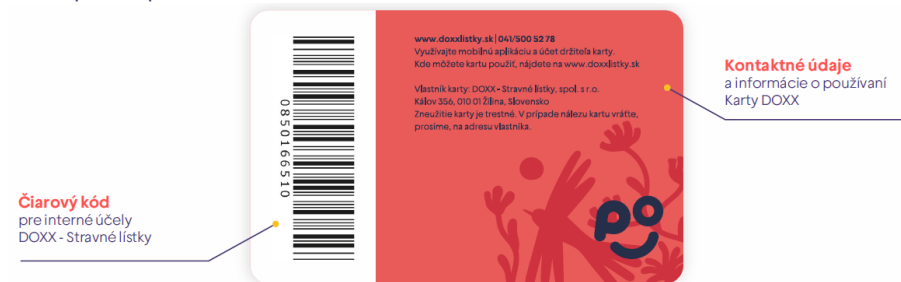 www.doxxlistky.sk | 041/500 52 78
Využívajte mobilnú aplikáciu a účet držiteľa karty.
Kde môžete kartu použiť, nájdete na www.doxxlistky.sk
Vlastník karty: DOXX - Stravné lístky, spol. s r.o.
Kálov 356, 010 01 Žilina, Slovensko
Zneužitie karty je trestné. V prípade nálezu kartu vráťte,
prosíme, na adresu vlastníka.
Kontaktné údaje
a informácie o používaní
Karty DOXX
0850166510
Čiarový kód
pre interné účely
DOXX - Stravné lístky
po